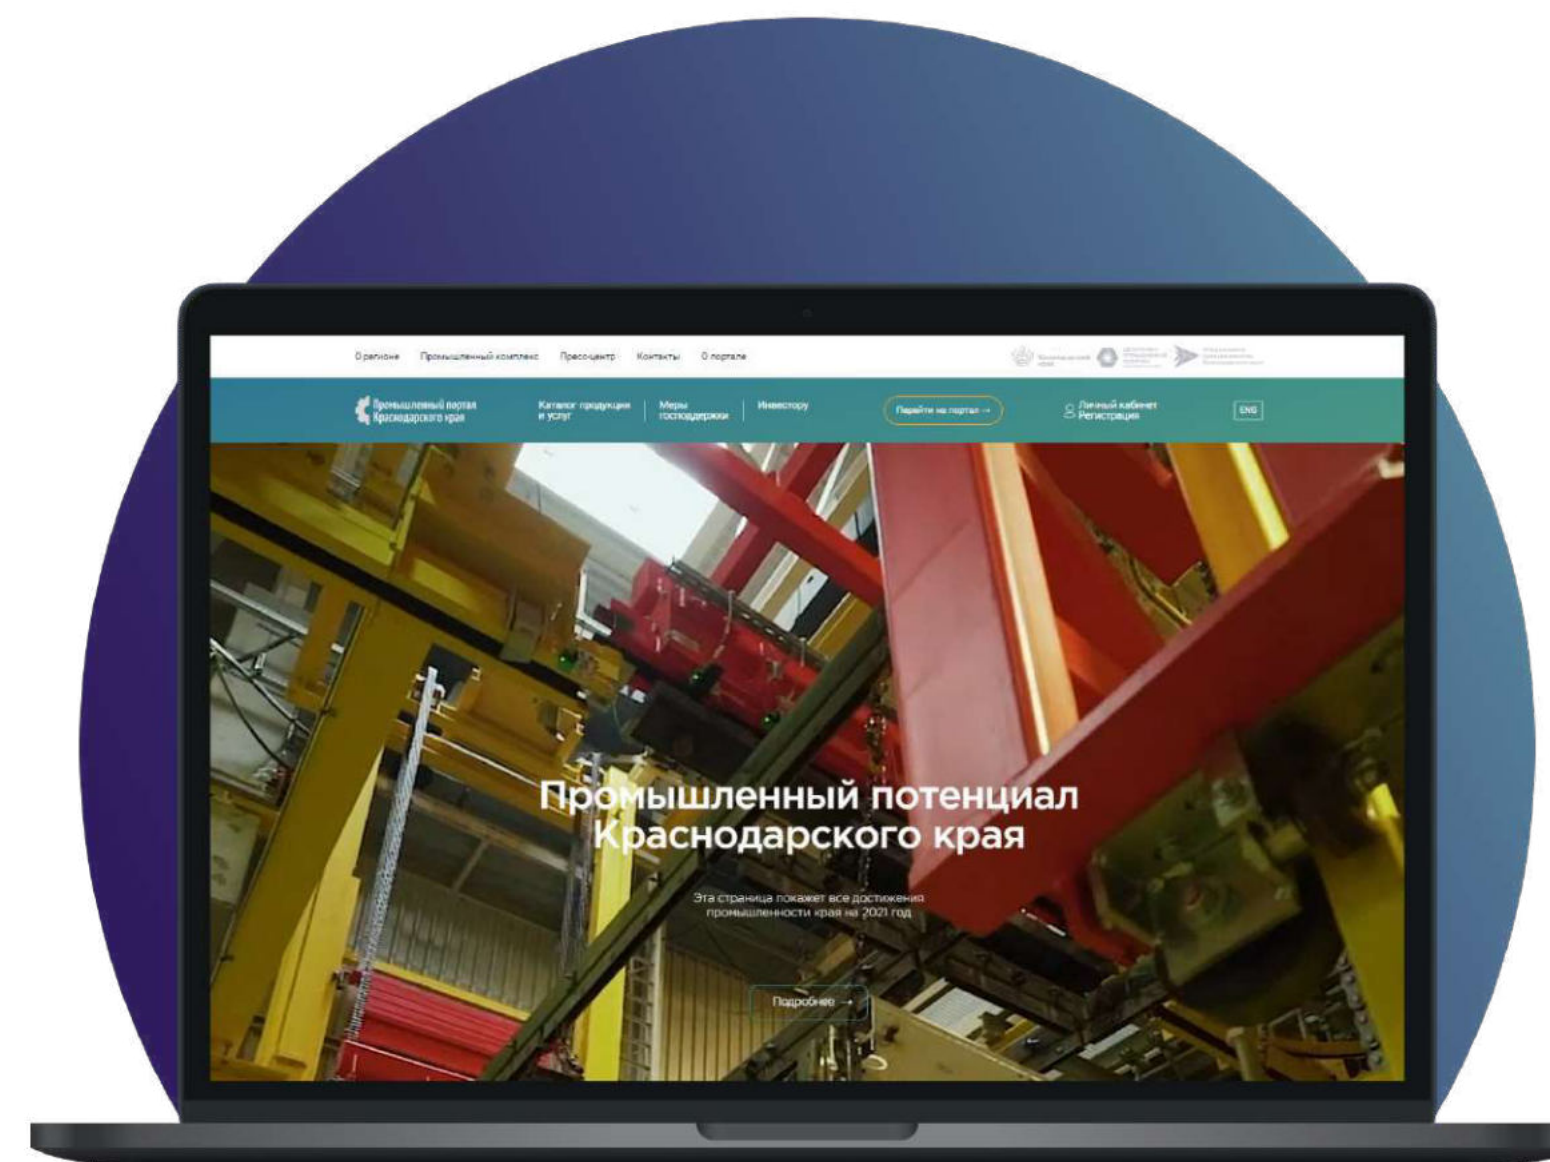 О регионе Промышленный комплекс Пресс-центр Контакты О портале
Краснодарский
край
Промышленный портал
Краснодарского края
Каталог продукции
и услуг
Меры
господдержки
Инвестору
Перейти на портал →
Личный кабинет
Регистрация
ENG
Промышленный потенциал
Краснодарского края
Эта страница покажет все достижения
промышленности края на 2021 год
Подробнее →